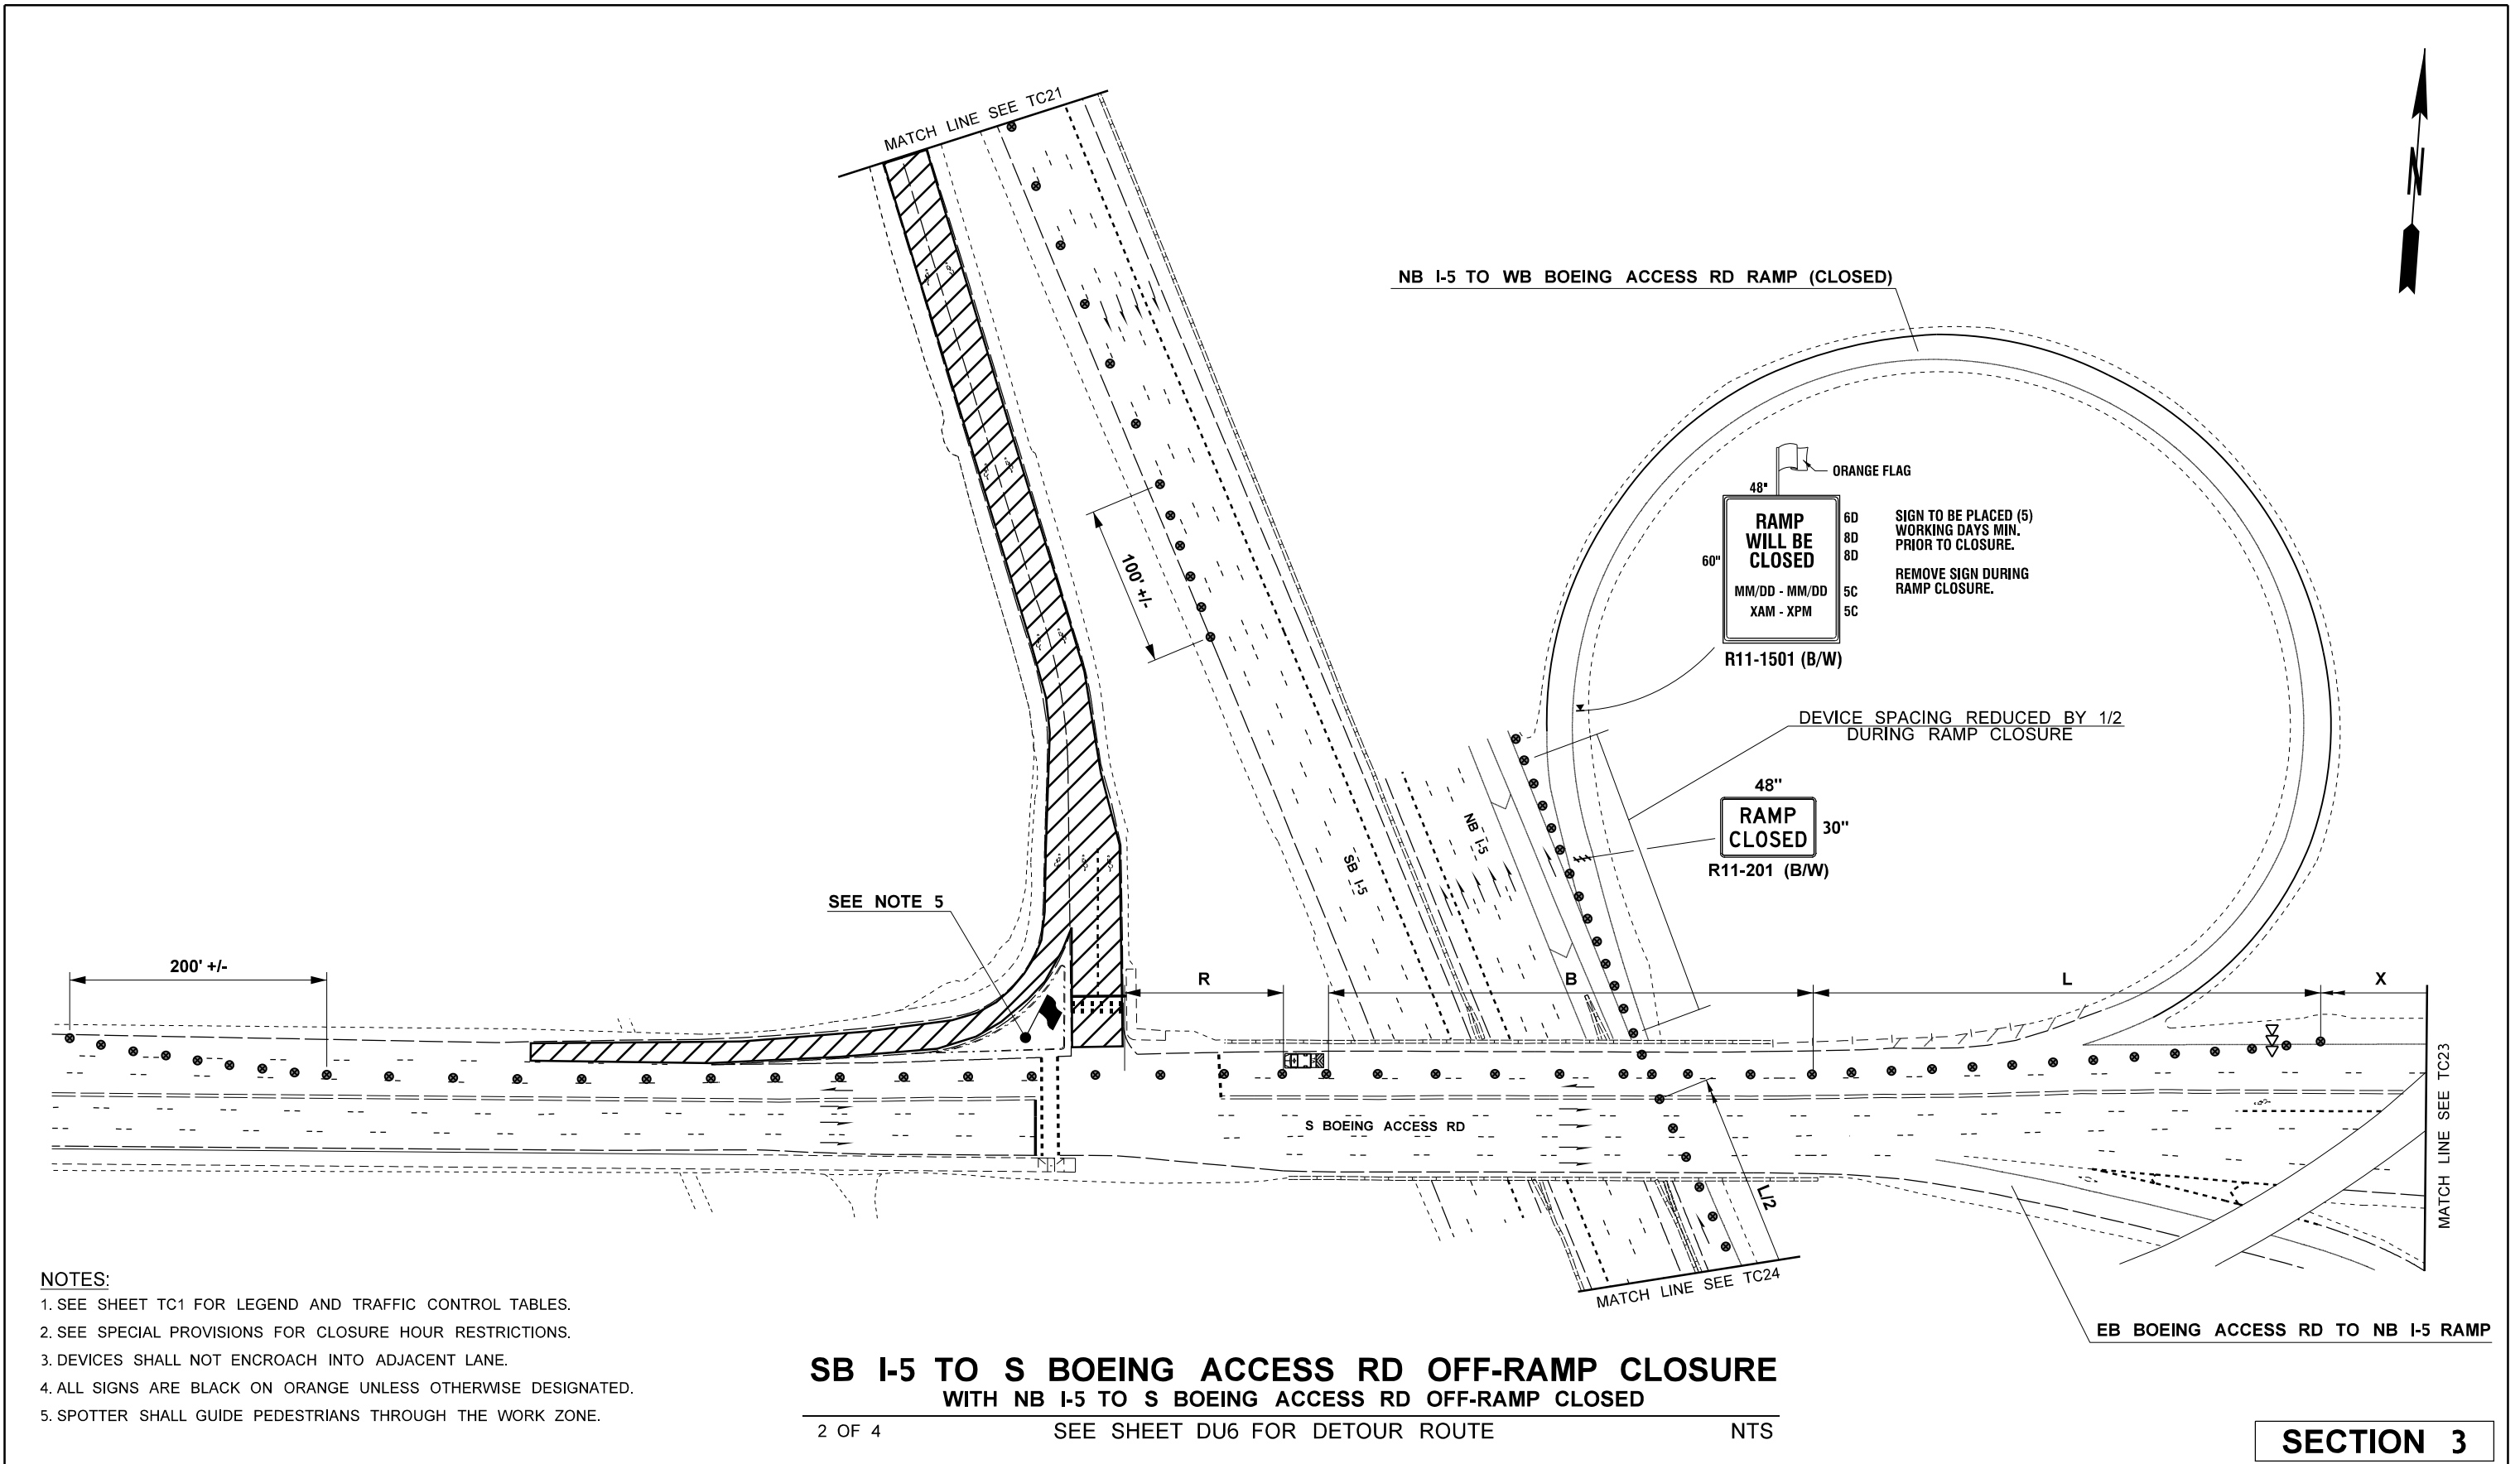 MATCH LINE SEE TC21
N
NB I-5 TO WB BOEING ACCESS RD RAMP (CLOSED)
ORANGE FLAG
48"
60"
RAMP
WILL BE
CLOSED
MM/DD - MM/DD
XAM - XPM
6D
8D
8D
5C
5C
SIGN TO BE PLACED (5)
WORKING DAYS MIN.
PRIOR TO CLOSURE.
REMOVE SIGN DURING
RAMP CLOSURE.
R11-1501 (B/W)
100' +/-
DEVICE SPACING REDUCED BY 1/2
DURING RAMP CLOSURE
48"
RAMP
CLOSED
30"
R11-201 (B/W)
NB I-5
SB I-5
SEE NOTE 5
200' +/-
R
B
L
X
S BOEING ACCESS RD
L/2
MATCH LINE SEE TC23
MATCH LINE SEE TC24
EB BOEING ACCESS RD TO NB I-5 RAMP
NOTES:
1. SEE SHEET TC1 FOR LEGEND AND TRAFFIC CONTROL TABLES.
2. SEE SPECIAL PROVISIONS FOR CLOSURE HOUR RESTRICTIONS.
3. DEVICES SHALL NOT ENCROACH INTO ADJACENT LANE.
4. ALL SIGNS ARE BLACK ON ORANGE UNLESS OTHERWISE DESIGNATED.
5. SPOTTER SHALL GUIDE PEDESTRIANS THROUGH THE WORK ZONE.
SB I-5 TO S BOEING ACCESS RD OFF-RAMP CLOSURE
WITH NB I-5 TO S BOEING ACCESS RD OFF-RAMP CLOSED
2 OF 4 SEE SHEET DU6 FOR DETOUR ROUTE NTS
SECTION 3